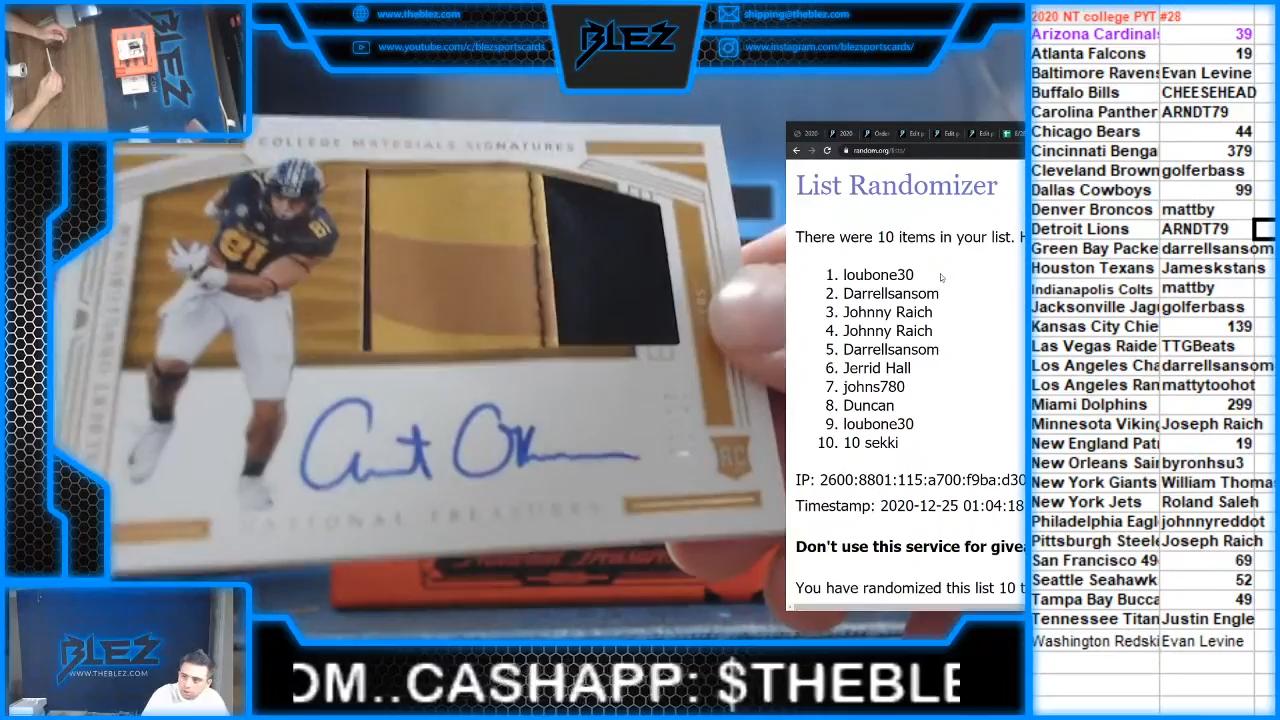 www.theblez.com
shipping@theblez.com
www.youtube.com/c/blezsportscards
www.instagram.com/blezsportscards/
BLEZ
COLLEGE MATERIALS SIGNATURES
81
RC
NATIONAL TREASURES
random.org/lists/
List Randomizer
There were 10 items in your list. H
1. loubone30
2. Darrellsansom
3. Johnny Raich
4. Johnny Raich
5. Darrellsansom
6. Jerrid Hall
7. johns780
8. Duncan
9. loubone30
10. 10 sekki
IP: 2600:8801:115:a700:f9ba:d30
Timestamp: 2020-12-25 01:04:18
Don't use this service for givea
You have randomized this list 10 t
2020 NT college PYT #28
Arizona Cardinals 39
Atlanta Falcons 19
Baltimore Ravens Evan Levine
Buffalo Bills CHEESEHEAD
Carolina Panther ARNDT79
Chicago Bears 44
Cincinnati Benga 379
Cleveland Brown golferbass
Dallas Cowboys 99
Denver Broncos mattby
Detroit Lions ARNDT79
Green Bay Packe darrellsansom
Houston Texans Jameskstans
Indianapolis Colts mattby
Jacksonville Jagu golferbass
Kansas City Chie 139
Las Vegas Raide TTGBeats
Los Angeles Cha darrellsansom
Los Angeles Ran mattytoohot
Miami Dolphins 299
Minnesota Viking Joseph Raich
New England Patr 19
New Orleans Sain byronhsu3
New York Giants William Thoma
New York Jets Roland Saleh
Philadelphia Eagl johnnyreddot
Pittsburgh Steele Joseph Raich
San Francisco 49 69
Seattle Seahawk 52
Tampa Bay Bucca 49
Tennessee Titan Justin Engle
Washington Redski Evan Levine
BLEZ
WWW.THEBLEZ.COM
OM..CASHAPP: $THEBLE